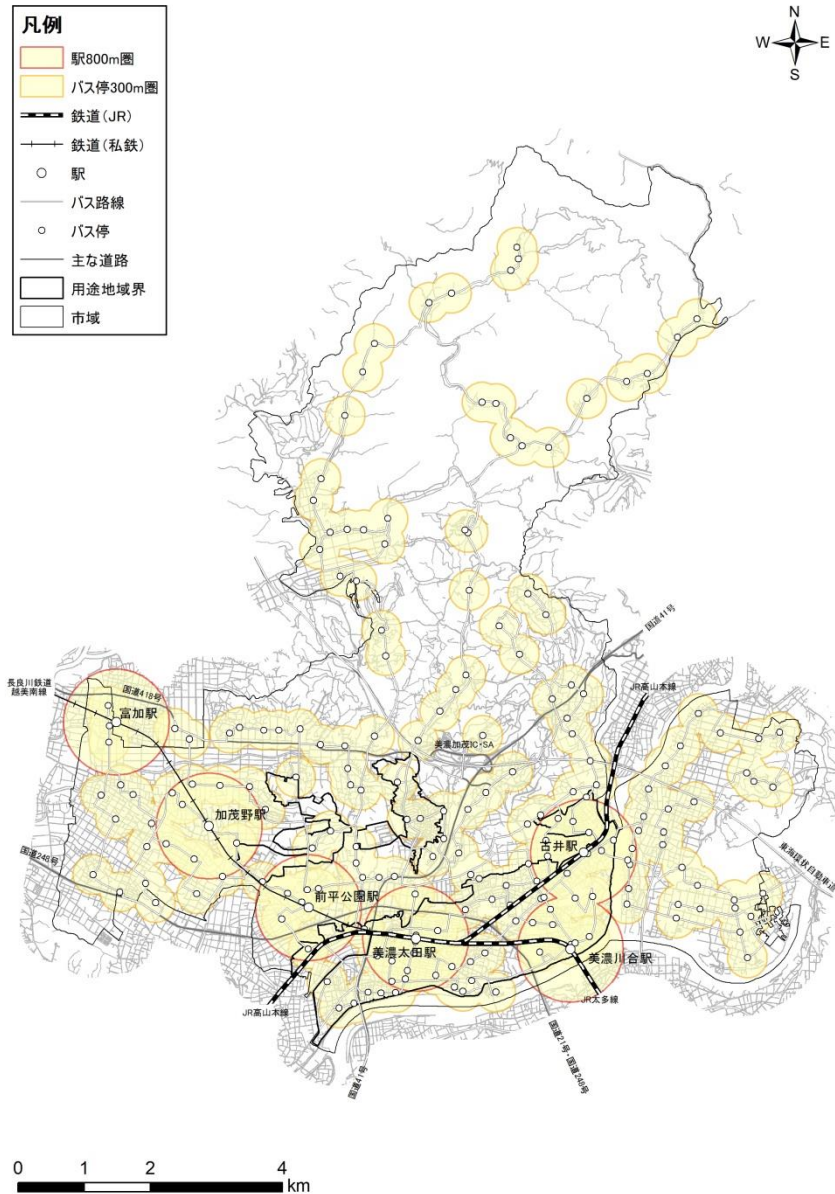 凡例
駅800m圏
バス停300m圏
鉄道(JR)
鉄道(私鉄)
駅
バス路線
バス停
主な道路
用途地域界
市域
N
W E
S
国道41号
長良川鉄道
越美南線
国道418号
富加駅
JR高山本線
美濃加茂IC・SA
加茂野駅
古井駅
東海環状自動車道
国道248号
前平公園駅
美濃太田駅
美濃川合駅
JR高山本線
JR太多線
国道41号
国道21号・国道248号
0 1 2 4
km